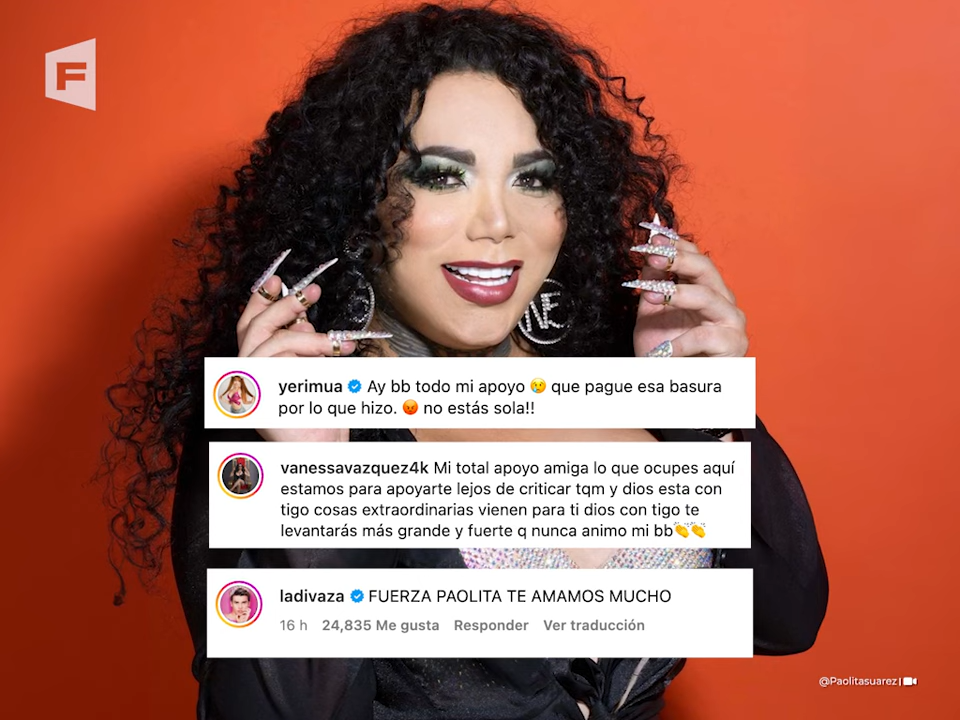 F
NE
yerimua Ay bb todo mi apoyo 😢 que pague esa basura
por lo que hizo. 😡 no estás sola!!
vanessavazquez4k Mi total apoyo amiga lo que ocupes aquí
estamos para apoyarte lejos de criticar tqm y dios esta con
tigo cosas extraordinarias vienen para ti dios con tigo te
levantarás más grande y fuerte q nunca animo mi bb👏👏
ladivaza FUERZA PAOLITA TE AMAMOS MUCHO
16 h 24,835 Me gusta Responder Ver traducción
@Paolitasuarez|